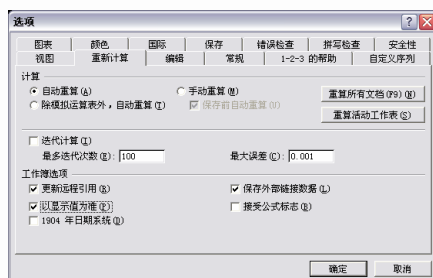 选项
图表 颜色 国际 保存 错误检查 拼写检查 安全性
视图 重新计算 编辑 常规 1-2-3 的帮助 自定义序列
计算
自动重算(A) 手动重算(M) 重算所有文档(F9)(N)
除模拟运算表外，自动重算(T) 保存前自动重算(O) 重算活动工作表(S)
迭代计算(I)
最多迭代次数(E): 100 最大误差(C): 0.001
工作簿选项
更新远程引用(R) 保存外部链接数据(L)
以显示值为准(P) 接受公式标志(B)
1904 年日期系统(D)
确定 取消